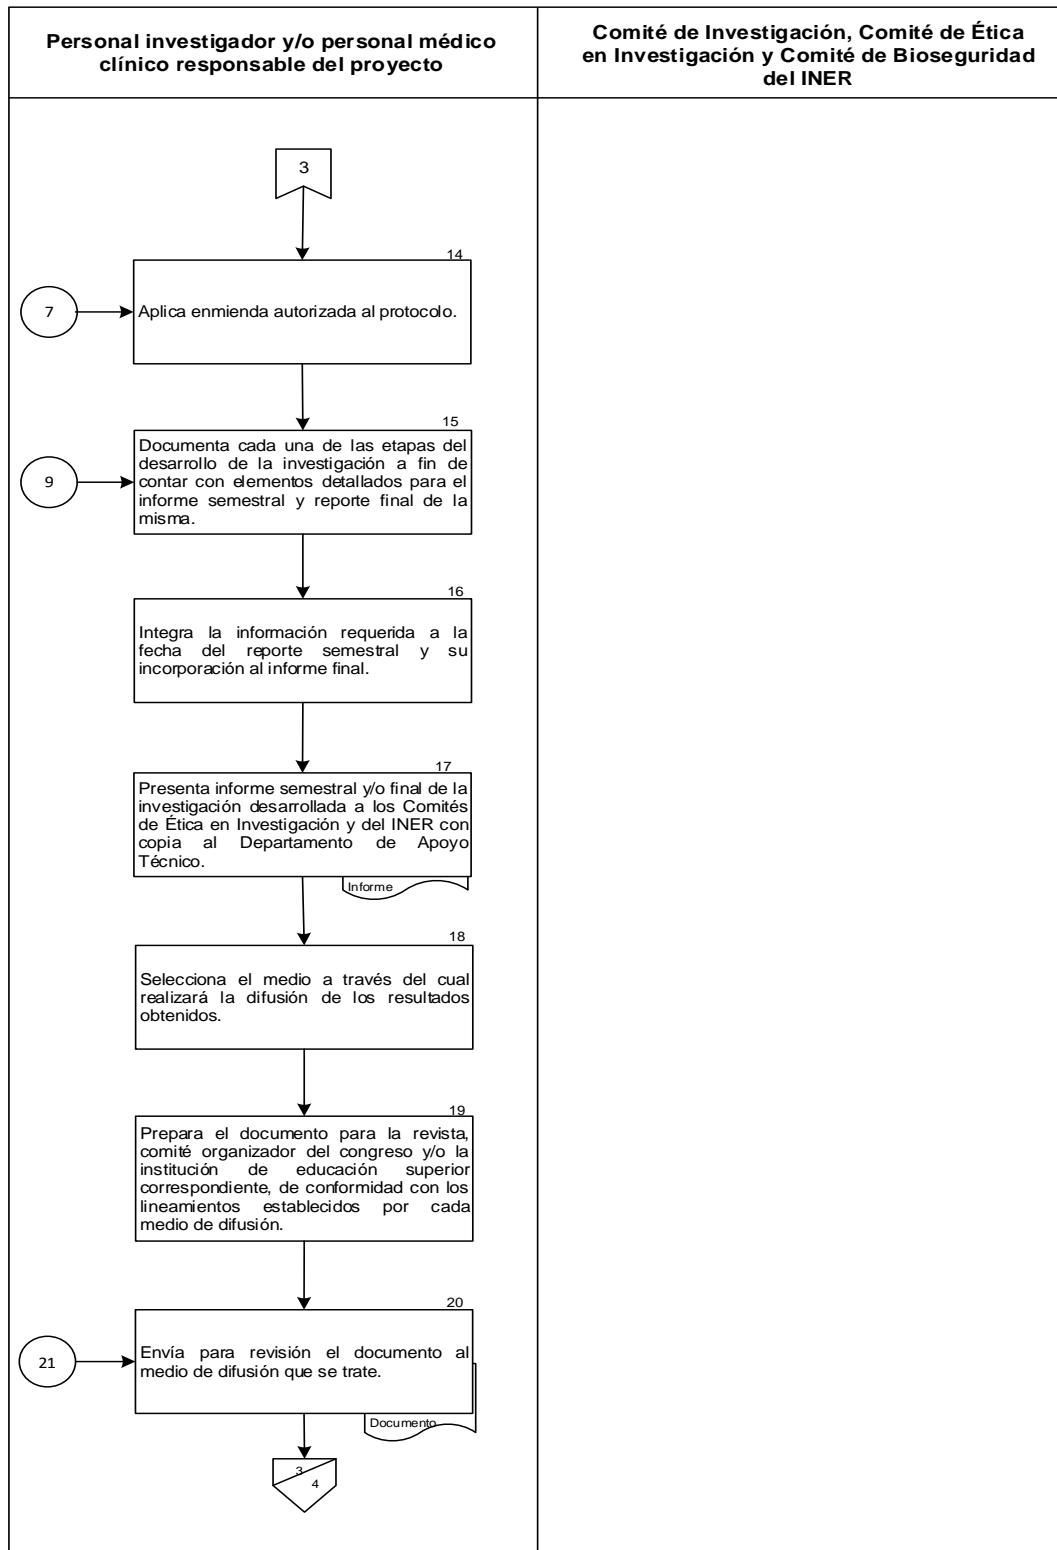 Personal investigador y/o personal médico
clínico responsable del proyecto
Comité de Investigación, Comité de Ética
en Investigación y Comité de Bioseguridad
del INER
3
14
7
Aplica enmienda autorizada al protocolo.
15
9
Documenta cada una de las etapas del
desarrollo de la investigación a fin de
contar con elementos detallados para el
informe semestral y reporte final de la
misma.
16
Integra la información requerida a la
fecha del reporte semestral y su
incorporación al informe final.
17
Presenta informe semestral y/o final de la
investigación desarrollada a los Comités
de Ética en Investigación y del INER con
copia al Departamento de Apoyo
Técnico.
Informe
18
Selecciona el medio a través del cual
realizará la difusión de los resultados
obtenidos.
19
Prepara el documento para la revista,
comité organizador del congreso y/o la
institución de educación superior
correspondiente, de conformidad con los
lineamientos establecidos por cada
medio de difusión.
20
21
Envía para revisión el documento al
medio de difusión que se trate.
Documento
3
4